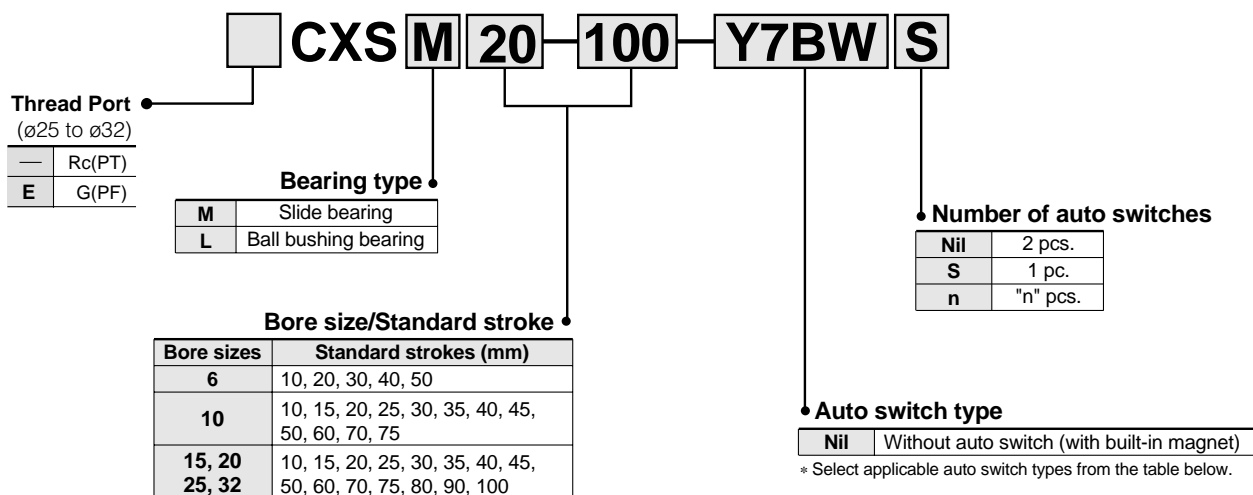 CXS M 20-100-Y7BW S
Thread Port
(ø25 to ø32)
— Rc(PT)
E G(PF)
Bearing type
M Slide bearing
L Ball bushing bearing
Number of auto switches
Nil 2 pcs.
S 1 pc.
n "n" pcs.
Bore size/Standard stroke
Bore sizes Standard strokes (mm)
6 10, 20, 30, 40, 50
10 10, 15, 20, 25, 30, 35, 40, 45,
50, 60, 70, 75
15, 20 10, 15, 20, 25, 30, 35, 40, 45,
25, 32 50, 60, 70, 75, 80, 90, 100
Auto switch type
Nil Without auto switch (with built-in magnet)
∗ Select applicable auto switch types from the table below.